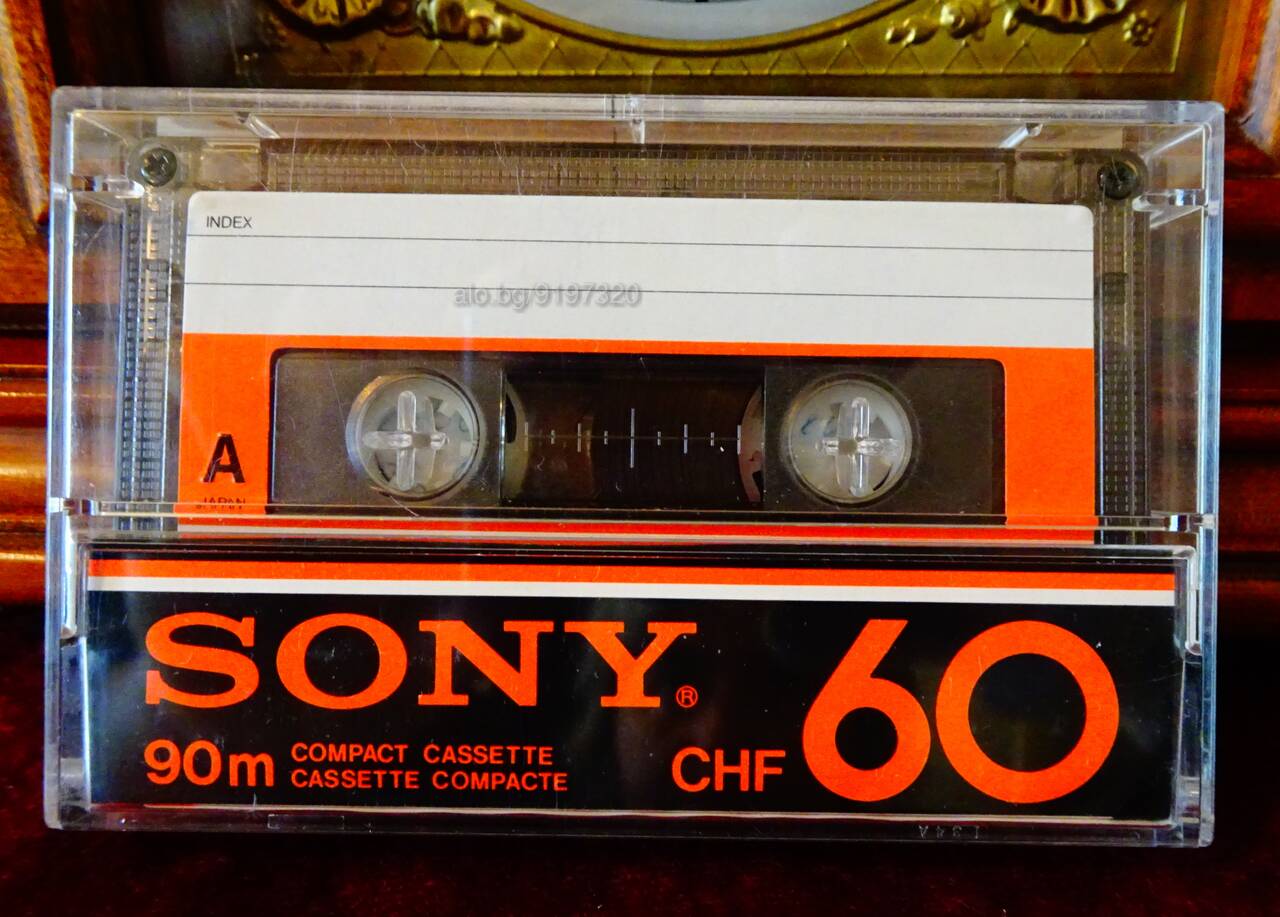 INDEX
alo.bg/9197320
A
JAPAN
SONY®
60
90m
COMPACT CASSETTE
CASSETTE COMPACTE
CHF